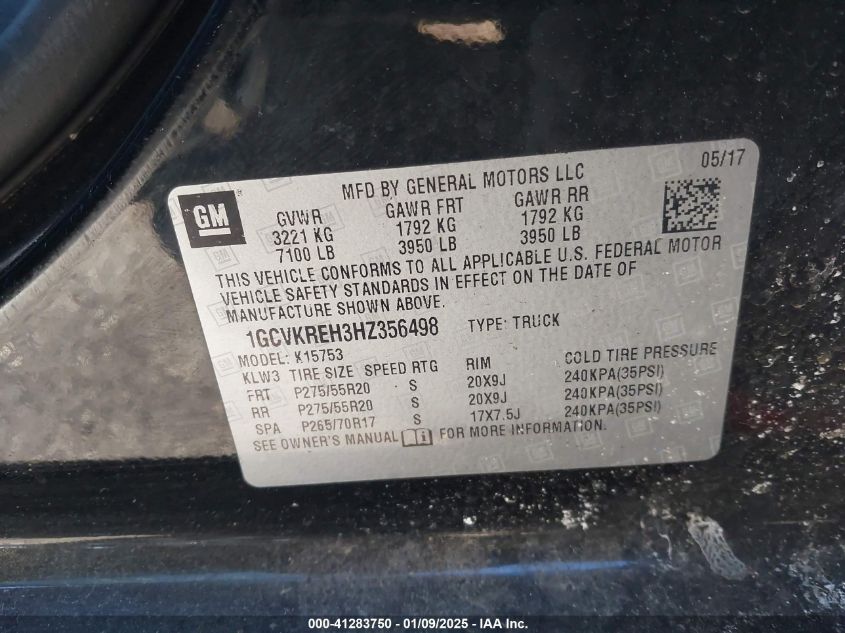 MFD BY GENERAL MOTORS LLC 05/17
GM
GVWR GAWR FRT GAWR RR
3221 KG 1792 KG 1792 KG
7100 LB 3950 LB 3950 LB
THIS VEHICLE CONFORMS TO ALL APPLICABLE U.S. FEDERAL MOTOR
VEHICLE SAFETY STANDARDS IN EFFECT ON THE DATE OF
MANUFACTURE SHOWN ABOVE.
1GCVKREH3HZ356498 TYPE: TRUCK
MODEL: K15753
KLW3 TIRE SIZE SPEED RTG RIM COLD TIRE PRESSURE
FRT P275/55R20 S 20X9J 240KPA(35PSI)
RR P275/55R20 S 20X9J 240KPA(35PSI)
SPA P265/70R17 S 17X7.5J 240KPA(35PSI)
SEE OWNER'S MANUAL FOR MORE INFORMATION.
000-41283750 - 01/09/2025 - IAAI.COM